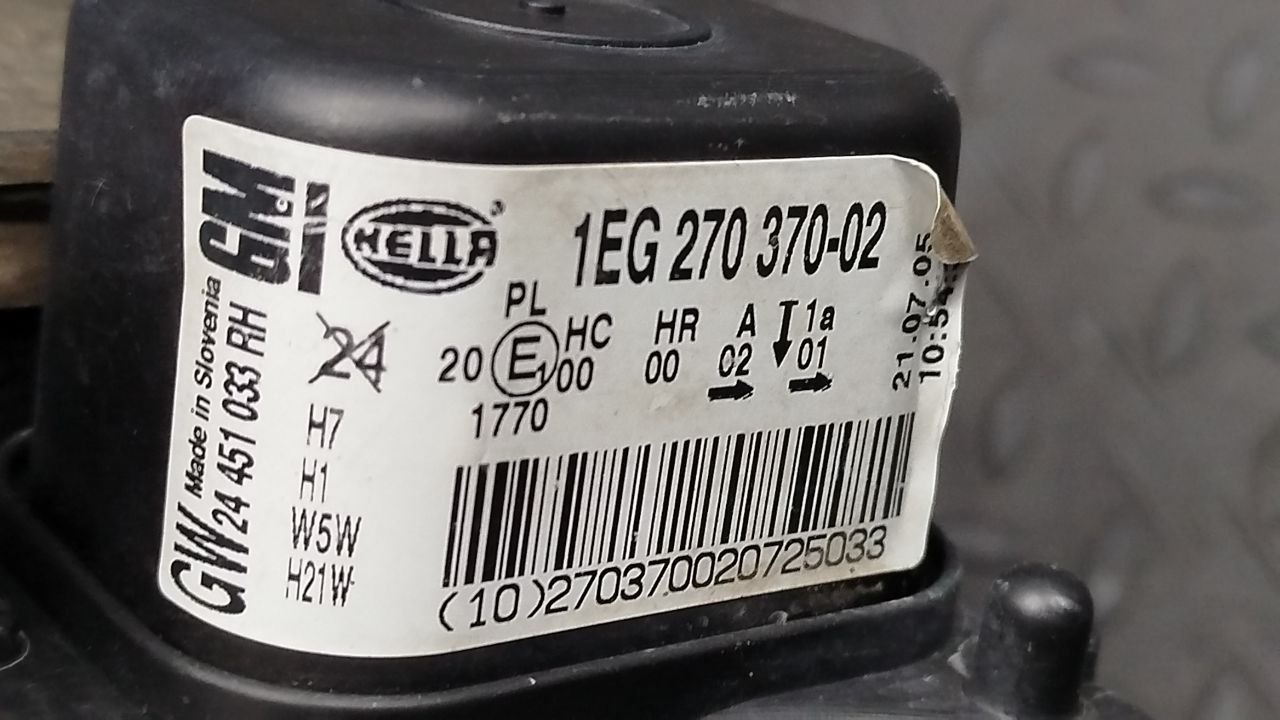 GM
Made in Slovenia
GW 24 451 033 RH
HELLA®
1EG 270 370-02
24
H7
H1
W5W
H21W
PL HC HR A 1a
20 E1 00 00 02 01
1770
21.07.05
(10)270370020725033